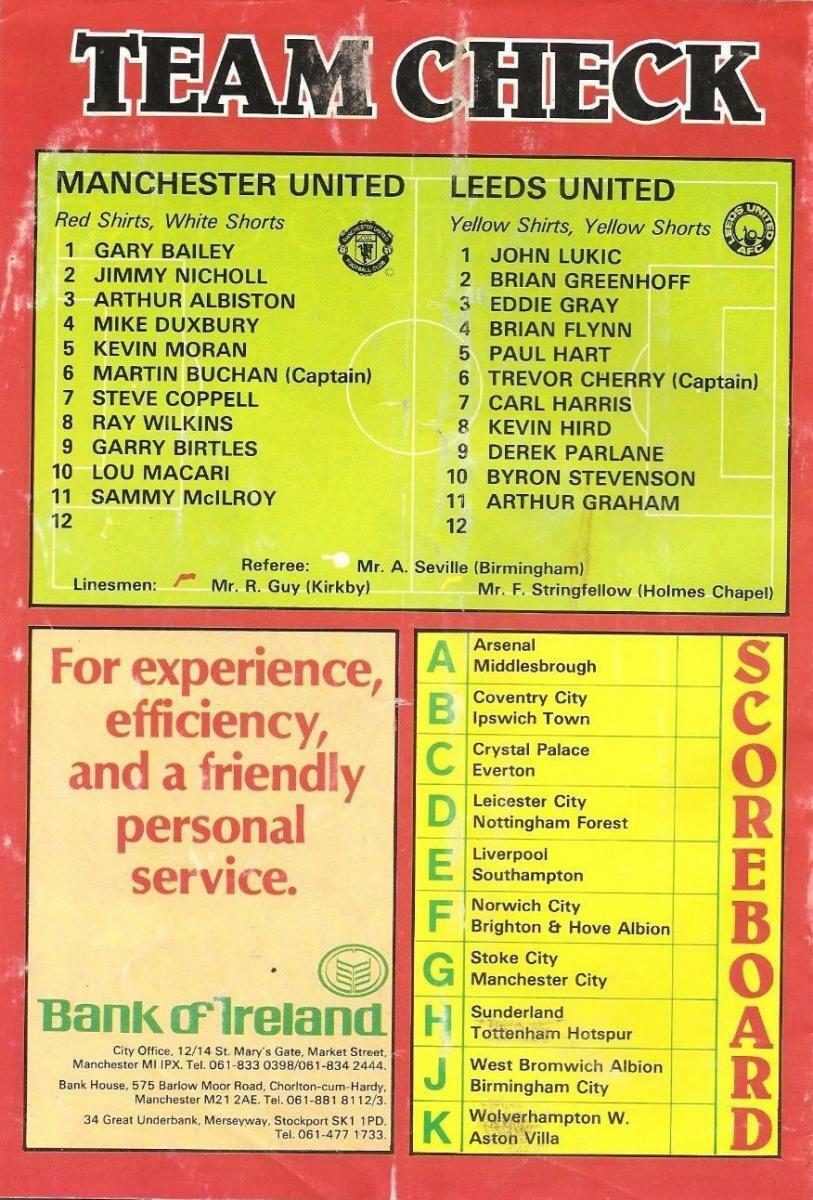 TEAM CHECK
MANCHESTER UNITED
Red Shirts, White Shorts
MANCHESTER UNITED
FOOTBALL CLUB
©
1 GARY BAILEY
2 JIMMY NICHOLL
3 ARTHUR ALBISTON
4 MIKE DUXBURY
5 KEVIN MORAN
6 MARTIN BUCHAN (Captain)
7 STEVE COPPELL
8 RAY WILKINS
9 GARRY BIRTLES
10 LOU MACARI
11 SAMMY McILROY
12
LEEDS UNITED
Yellow Shirts, Yellow Shorts
LEEDS UNITED
AFC
1 JOHN LUKIC
2 BRIAN GREENHOFF
3 EDDIE GRAY
4 BRIAN FLYNN
5 PAUL HART
6 TREVOR CHERRY (Captain)
7 CARL HARRIS
8 KEVIN HIRD
9 DEREK PARLANE
10 BYRON STEVENSON
11 ARTHUR GRAHAM
12
Referee: Mr. A. Seville (Birmingham)
Linesmen: Mr. R. Guy (Kirkby) Mr. F. Stringfellow (Holmes Chapel)
For experience,
efficiency,
and a friendly
personal
service.
Bank of Ireland
City Office, 12/14 St. Mary's Gate, Market Street,
Manchester MI IPX. Tel. 061-833 0398/061-834 2444.
Bank House, 575 Barlow Moor Road, Chorlton-cum-Hardy,
Manchester M21 2AE. Tel. 061-881 8112/3.
34 Great Underbank, Merseyway, Stockport SK1 1PD.
Tel. 061-477 1733.
A Arsenal
Middlesbrough
B Coventry City
Ipswich Town
C Crystal Palace
Everton
D Leicester City
Nottingham Forest
E Liverpool
Southampton
F Norwich City
Brighton & Hove Albion
G Stoke City
Manchester City
H Sunderland
Tottenham Hotspur
J West Bromwich Albion
Birmingham City
K Wolverhampton W.
Aston Villa
SCOREBOARD